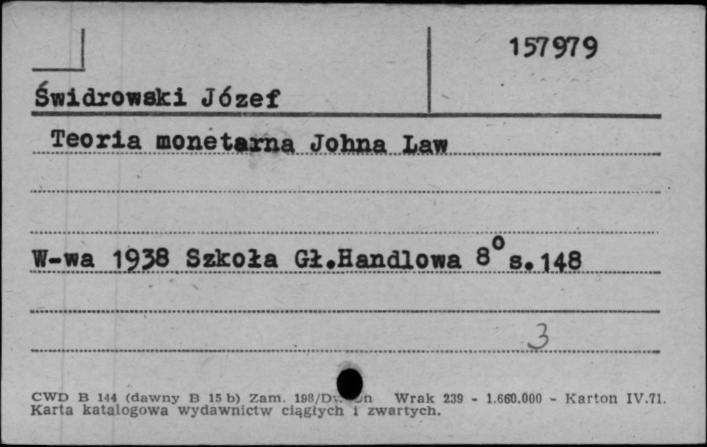 157979
Świdrowski Józef
Teoria monetarna Johna Law
W-wa 1938 Szkoła Gł.Handlowa 8° s.148
3
CWD B 144 (dawny B 15 b) Zam. 198/ Wrak 239 - 1.660.000 - Karton IV.71.
Karta katalogowa wydawnictw ciągłych i zwartych.